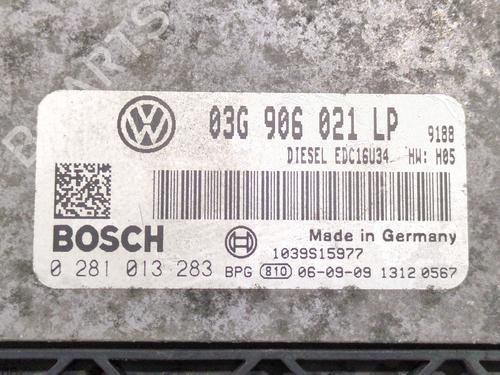 03G 906 021 LP 9188
DIESEL EDC16U34 HW: H05
BOSCH
Made in Germany
1039S15977
0 281 013 283 BPG 810 06-09-09 1312 0567